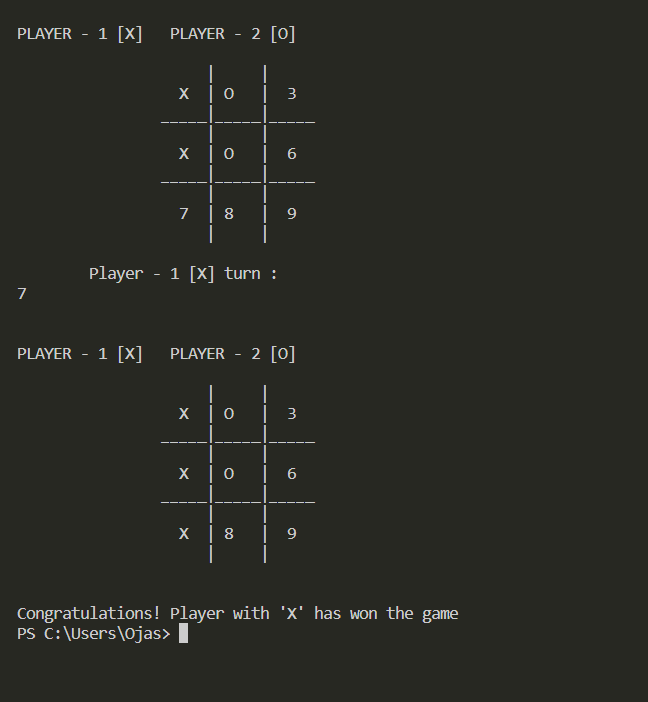 PLAYER - 1 [X]   PLAYER - 2 [O]
     |     |
  X  | O   |  3
_____|_____|_____
     |     |
  X  | O   |  6
_____|_____|_____
     |     |
  7  | 8   |  9
     |     |
Player - 1 [X] turn :
7
PLAYER - 1 [X]   PLAYER - 2 [O]
     |     |
  X  | O   |  3
_____|_____|_____
     |     |
  X  | O   |  6
_____|_____|_____
     |     |
  X  | 8   |  9
     |     |
Congratulations! Player with 'X' has won the game
PS C:\Users\Ojas>